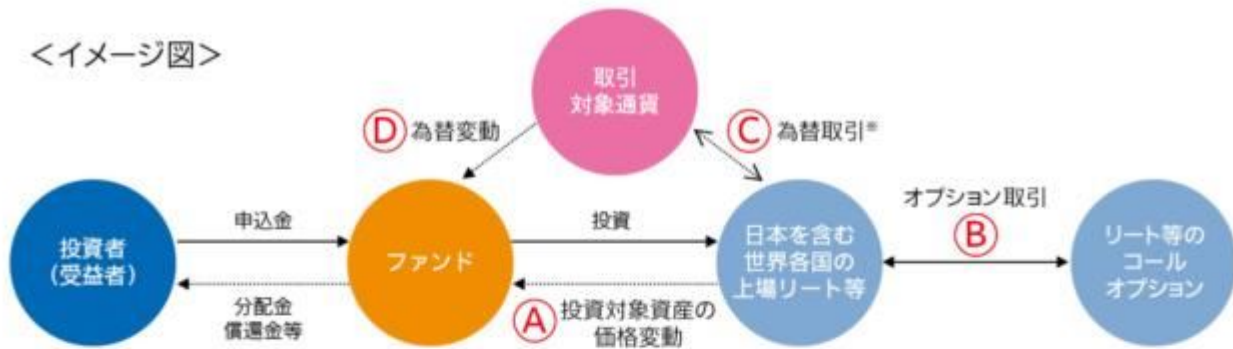 ＜イメージ図＞
取引
対象通貨
Ⓓ 為替変動
Ⓒ 為替取引※
投資者
（受益者）
申込金
分配金
償還金等
ファンド
投資
Ⓐ 投資対象資産の
価格変動
日本を含む
世界各国の
上場リート等
オプション取引
Ⓑ
リート等の
コール
オプション